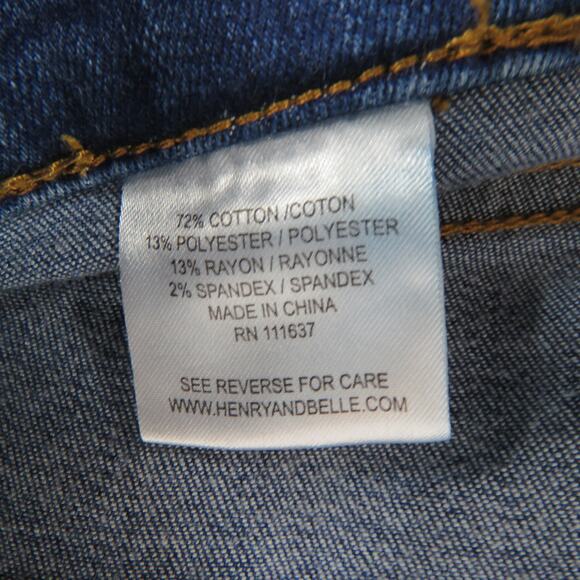 72% COTTON /COTON
13% POLYESTER / POLYESTER
13% RAYON / RAYONNE
2% SPANDEX / SPANDEX
MADE IN CHINA
RN 111637
SEE REVERSE FOR CARE
WWW.HENRYANDBELLE.COM